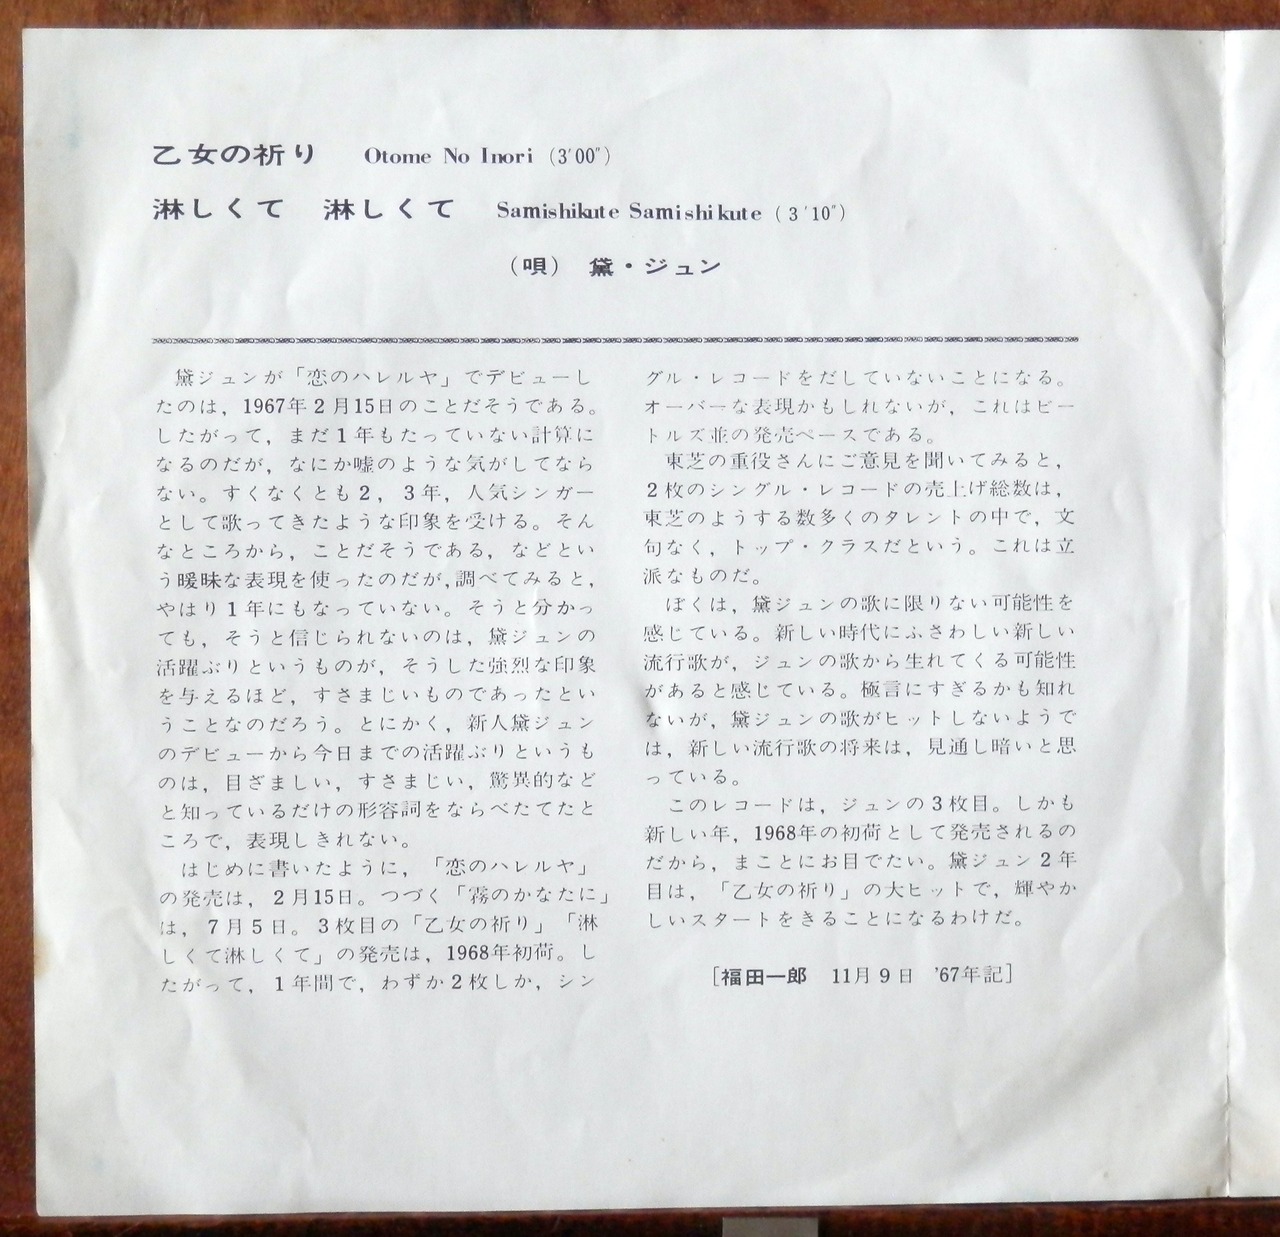 乙女の祈り　Otome No Inori (3′00″)
淋しくて　淋しくて　Samishikute Samishikute (3′10″)
（唄）　黛・ジュン
黛ジュンが「恋のハレルヤ」でデビューし
たのは，1967年2月15日のことだそうである。
したがって，まだ1年もたっていない計算に
なるのだが，なにか嘘のような気がしてなら
ない。すくなくとも2，3年，人気シンガー
として歌ってきたような印象を受ける。そん
なところから，ことだそうである，などとい
う曖昧な表現を使ったのだが，調べてみると，
やはり1年にもなっていない。そうと分かっ
ても，そうと信じられないのは，黛ジュンの
活躍ぶりというものが，そうした強烈な印象
を与えるほど，すさまじいものであったとい
うことなのだろう。とにかく，新人黛ジュン
のデビューから今日までの活躍ぶりというも
のは，目ざましい，すさまじい，驚異的など
と知っているだけの形容詞をならべたてたと
ころで，表現しきれない。
はじめに書いたように，「恋のハレルヤ」
の発売は，2月15日。つづく「霧のかなたに」
は，7月5日。3枚目の「乙女の祈り」「淋
しくて淋しくて」の発売は，1968年初荷。し
たがって，1年間で，わずか2枚しか，シン
グル・レコードをだしていないことになる。
オーバーな表現かもしれないが，これはビー
トルズ並の発売ペースである。
東芝の重役さんにご意見を聞いてみると，
2枚のシングル・レコードの売上げ総数は，
東芝のようする数多くのタレントの中で，文
句なく，トップ・クラスだという。これは立
派なものだ。
ぼくは，黛ジュンの歌に限りない可能性を
感じている。新しい時代にふさわしい新しい
流行歌が，ジュンの歌から生れてくる可能性
があると感じている。極言にすぎるかも知れ
ないが，黛ジュンの歌がヒットしないようで
は，新しい流行歌の将来は，見通し暗いと思
っている。
このレコードは，ジュンの3枚目。しかも
新しい年，1968年の初荷として発売されるの
だから，まことにお目でたい。黛ジュン2年
目は，「乙女の祈り」の大ヒットで，輝やか
しいスタートをきることになるわけだ。
［福田一郎　11月9日　'67年記］